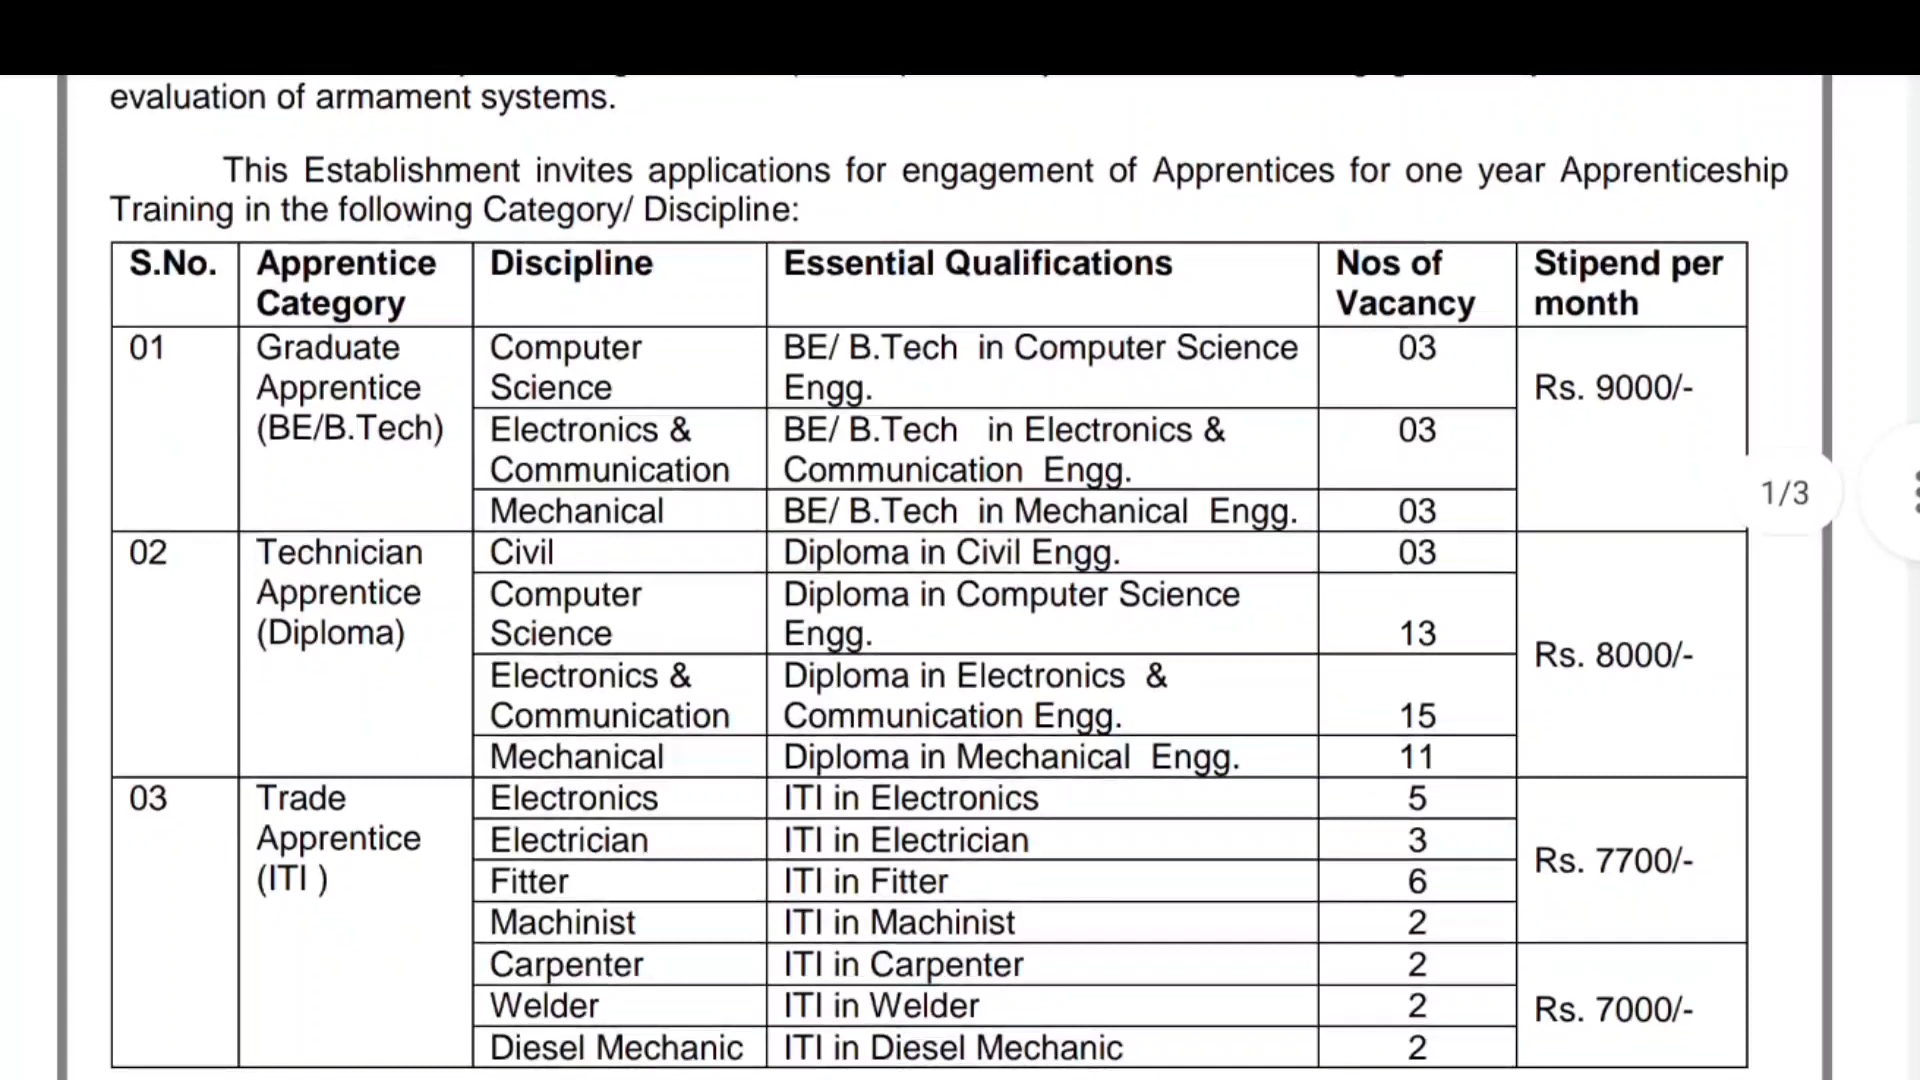 evaluation of armament systems.
This Establishment invites applications for engagement of Apprentices for one year Apprenticeship
Training in the following Category/ Discipline:
S.No. Apprentice Category Discipline Essential Qualifications Nos of Vacancy Stipend per month
01 Graduate Apprentice (BE/B.Tech) Computer Science BE/ B.Tech in Computer Science Engg. 03 Rs. 9000/-
Electronics & Communication BE/ B.Tech in Electronics & Communication Engg. 03
Mechanical BE/ B.Tech in Mechanical Engg. 03
1/3
02 Technician Apprentice (Diploma) Civil Diploma in Civil Engg. 03 Rs. 8000/-
Computer Science Diploma in Computer Science Engg. 13
Electronics & Communication Diploma in Electronics & Communication Engg. 15
Mechanical Diploma in Mechanical Engg. 11
03 Trade Apprentice (ITI ) Electronics ITI in Electronics 5 Rs. 7700/-
Electrician ITI in Electrician 3
Fitter ITI in Fitter 6
Machinist ITI in Machinist 2
Carpenter ITI in Carpenter 2 Rs. 7000/-
Welder ITI in Welder 2
Diesel Mechanic ITI in Diesel Mechanic 2